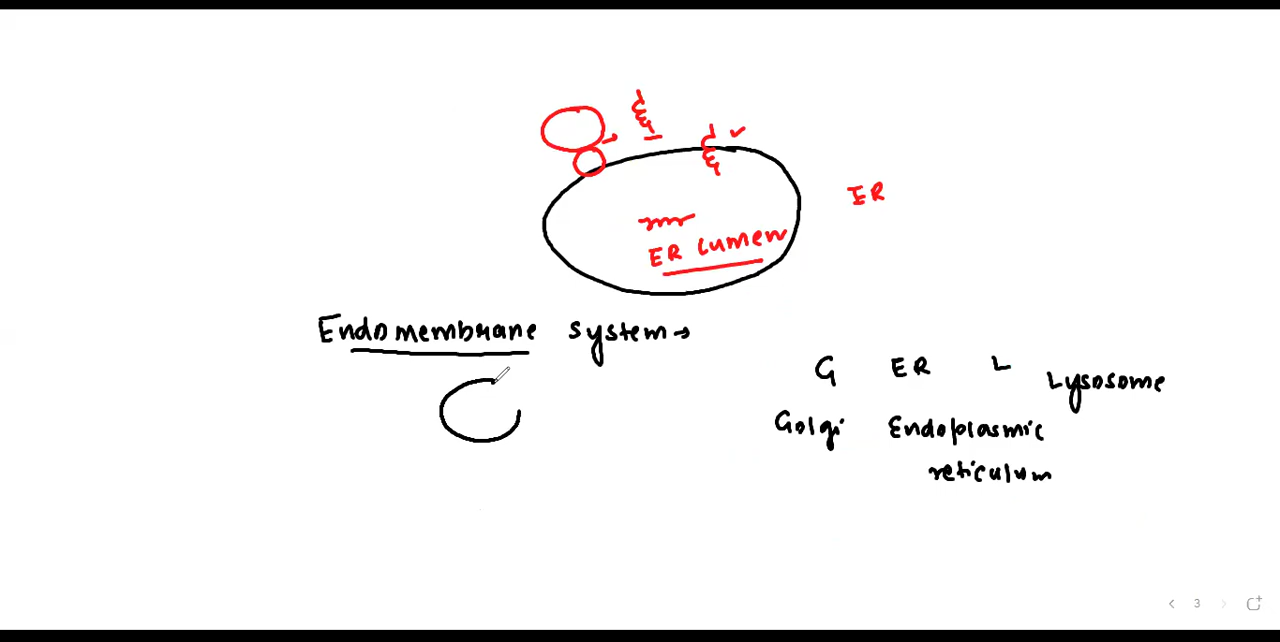 ER
ER Lumen
Endomembrane system →
G ER L
Lysosome
Golgi Endoplasmic
reticulum
3